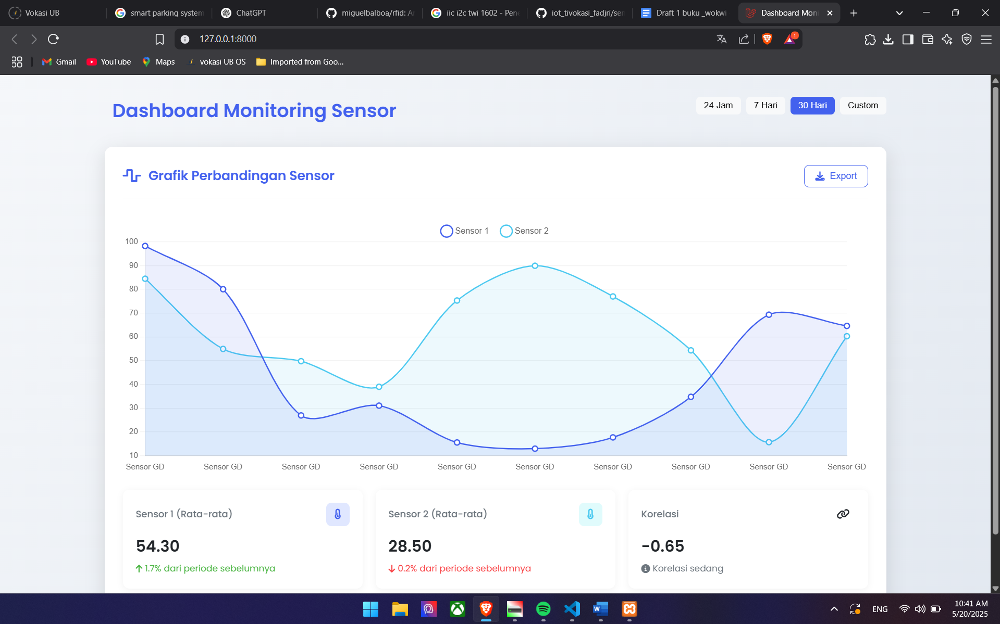 Vokasi UB
smart parking system
ChatGPT
miguelbalboa/rfid: Ar
iic i2c twi 1602 - Pene
iot_tivokasi_fadjri/sen
Draft 1 buku _wokwi
Dashboard Moni
127.0.0.1:8000
1
Gmail
YouTube
Maps
vokasi UB OS
Imported from Goo...
Dashboard Monitoring Sensor
24 Jam
7 Hari
30 Hari
Custom
Grafik Perbandingan Sensor
Export
Sensor 1
Sensor 2
100
90
80
70
60
50
40
30
20
10
Sensor GD
Sensor GD
Sensor GD
Sensor GD
Sensor GD
Sensor GD
Sensor GD
Sensor GD
Sensor GD
Sensor GD
Sensor 1 (Rata-rata)
54.30
1.7% dari periode sebelumnya
Sensor 2 (Rata-rata)
28.50
0.2% dari periode sebelumnya
Korelasi
-0.65
Korelasi sedang
ENG
10:41 AM
5/20/2025